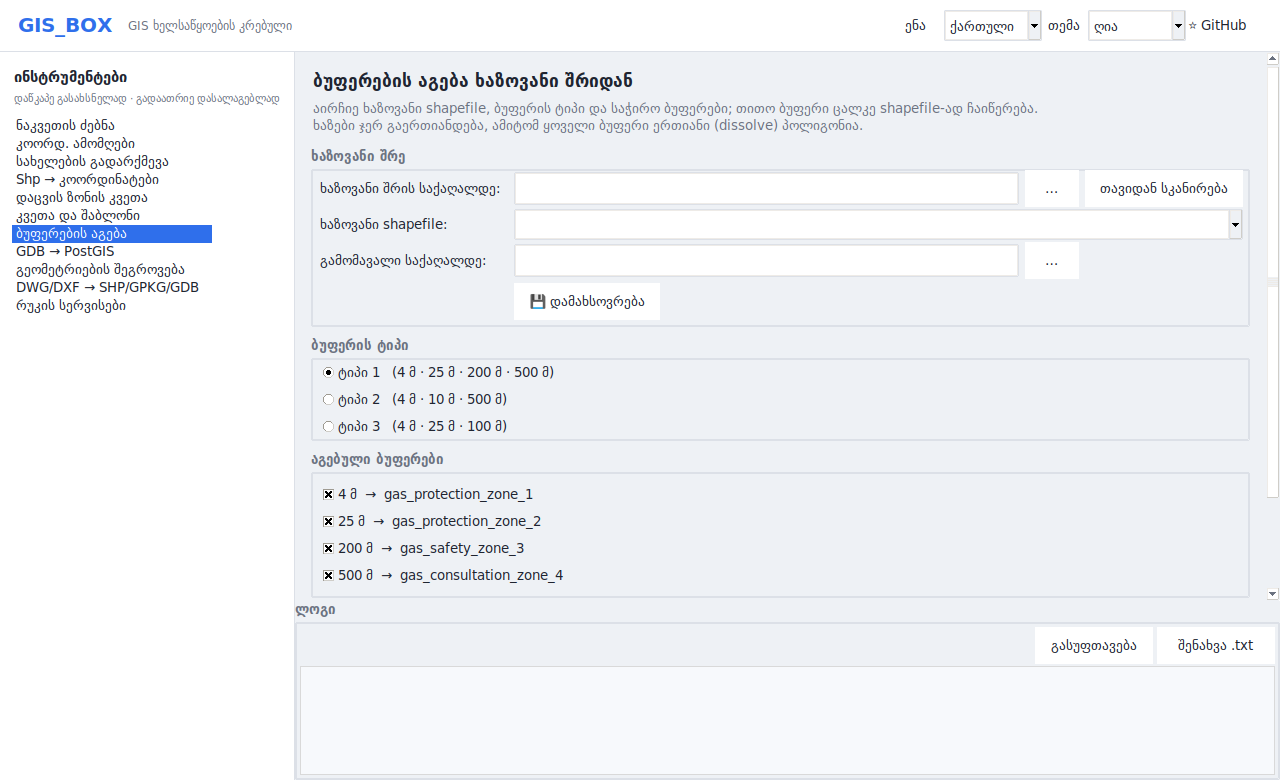 GIS_BOX GIS ხელსაწყოების კრებული ენა ქართული თემა ღია ☆ GitHub
ინსტრუმენტები
დაწკაპე გასახსნელად · გადაათრიე დასალაგებლად
ნაკვეთის ძებნა
კოორდ. ამომღები
სახელების გადარქმევა
Shp → კოორდინატები
დაცვის ზონის კვეთა
კვეთა და შაბლონი
ბუფერების აგება
GDB → PostGIS
გეომეტრიების შეგროვება
DWG/DXF → SHP/GPKG/GDB
რუკის სერვისები
ბუფერების აგება ხაზოვანი შრიდან
აირჩიე ხაზოვანი shapefile, ბუფერის ტიპი და საჭირო ბუფერები; თითო ბუფერი ცალკე shapefile-ად ჩაიწერება.
ხაზები ჯერ გაერთიანდება, ამიტომ ყოველი ბუფერი ერთიანი (dissolve) პოლიგონია.
ხაზოვანი შრე
ხაზოვანი შრის საქაღალდე: ... თავიდან სკანირება
ხაზოვანი shapefile:
გამომავალი საქაღალდე: ...
💾 დამახსოვრება
ბუფერის ტიპი
ტიპი 1 (4 მ · 25 მ · 200 მ · 500 მ)
ტიპი 2 (4 მ · 10 მ · 500 მ)
ტიპი 3 (4 მ · 25 მ · 100 მ)
აგებული ბუფერები
4 მ → gas_protection_zone_1
25 მ → gas_protection_zone_2
200 მ → gas_safety_zone_3
500 მ → gas_consultation_zone_4
ლოგი
გასუფთავება შენახვა .txt